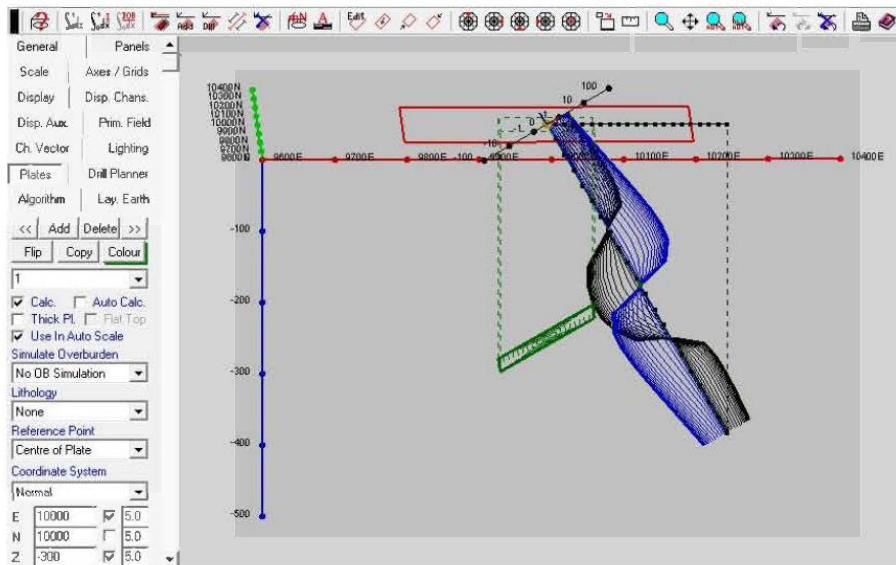 Edit
General Panels
Scale Axes / Grids
Display Disp. Chans.
Disp. Aux. Prim. Field
Ch. Vector Lighting
Plates Drill Planner
Algorithm Lay. Earth
<< Add Delete >>
Flip Copy Colour
1
Calc. Auto Calc.
Thick Pl. Flat Top
Use In Auto Scale
Simulate Overburden
No OB Simulation
Lithology
None
Reference Point
Centre of Plate
Coordinate System
Normal
E 10000 5.0
N 10000 5.0
Z -300 5.0
10400N
10300N
10200N
10100N
10000N
9900N
9800N
9700N
9600E 9700E 9800E -100 10100E 10200E 10300E 10400E
100
10
0
-1
-10
-100
-200
-300
-400
-500